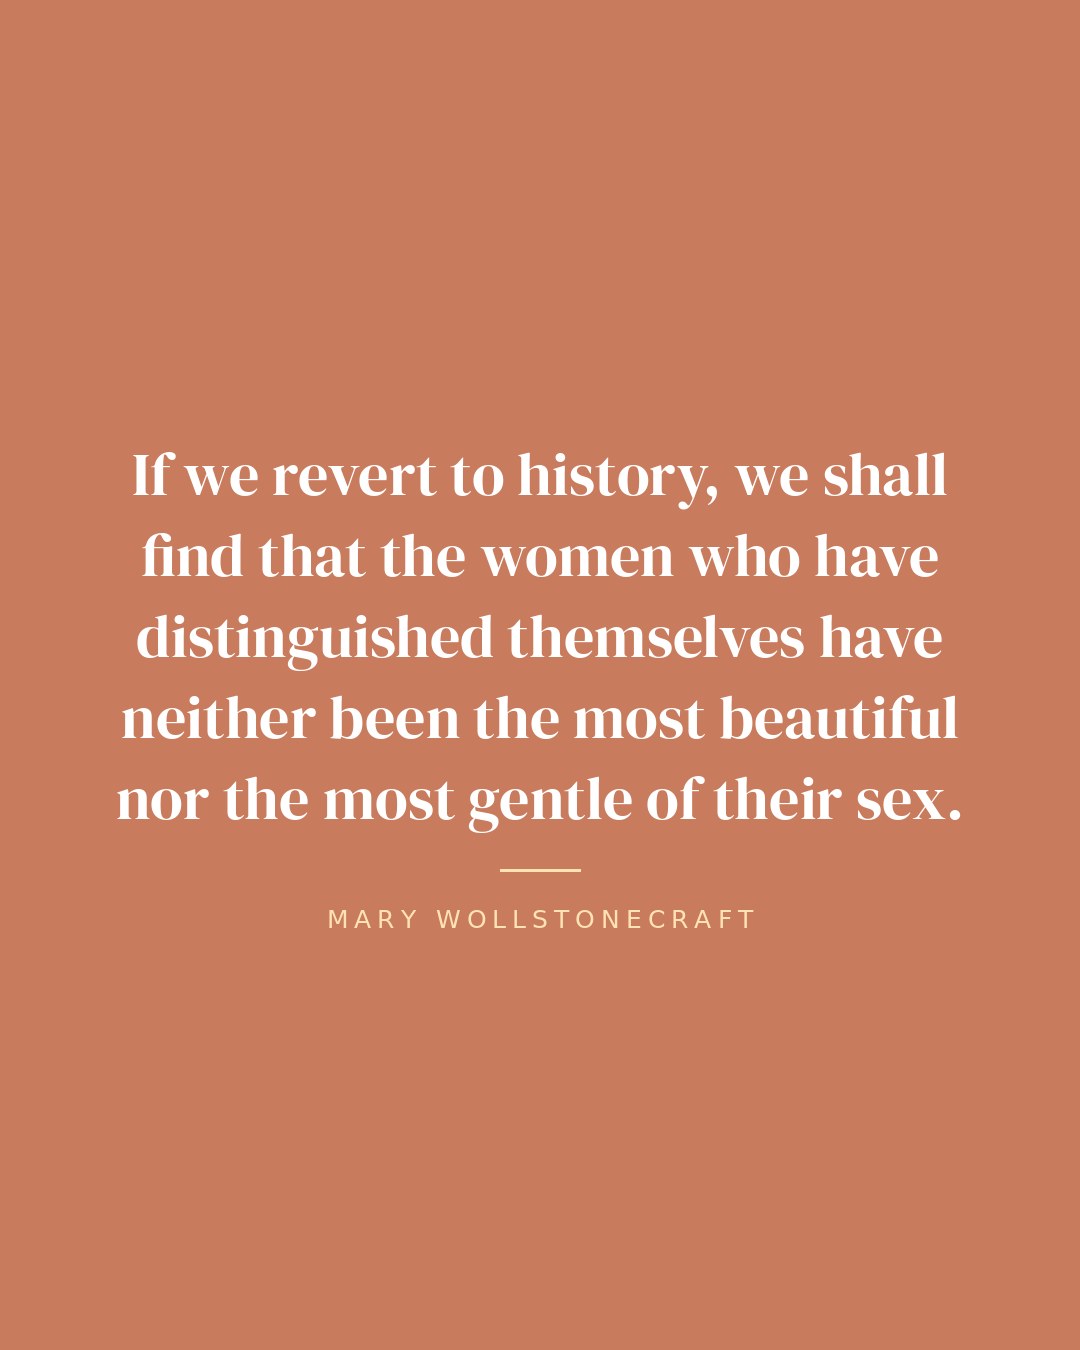 If we revert to history, we shall
find that the women who have
distinguished themselves have
neither been the most beautiful
nor the most gentle of their sex.
MARY WOLLSTONECRAFT